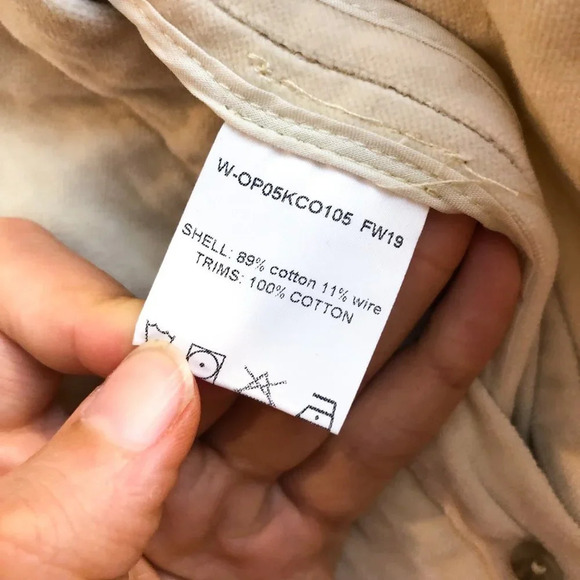 W-OP05KCO105 FW19
SHELL: 89% cotton 11% wire
TRIMS: 100% COTTON